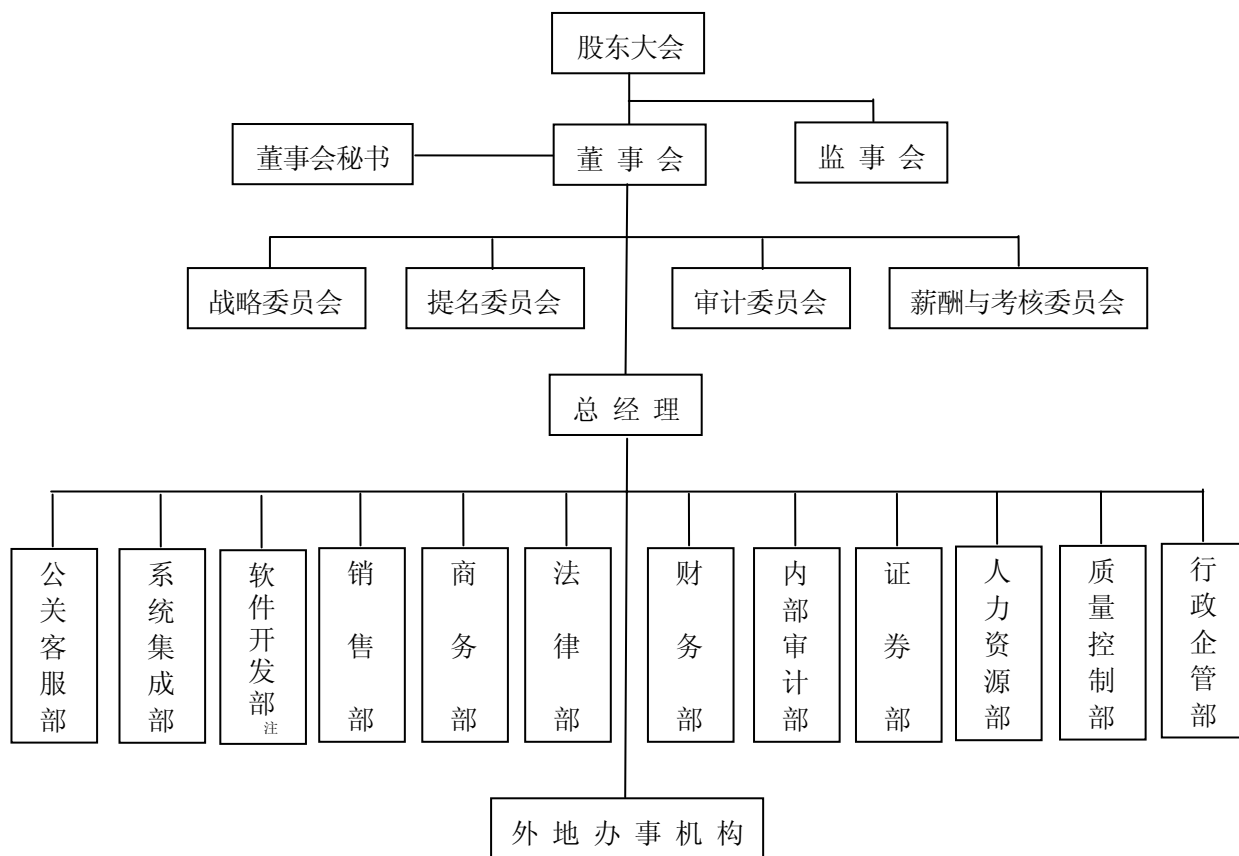 股东大会
董事会秘书
董事会
监事会
战略委员会
提名委员会
审计委员会
薪酬与考核委员会
总经理
公关客服部
系统集成部
软件开发部注
销售部
商务部
法律部
财务部
内部审计部
证券部
人力资源部
质量控制部
行政企管部
外地办事机构